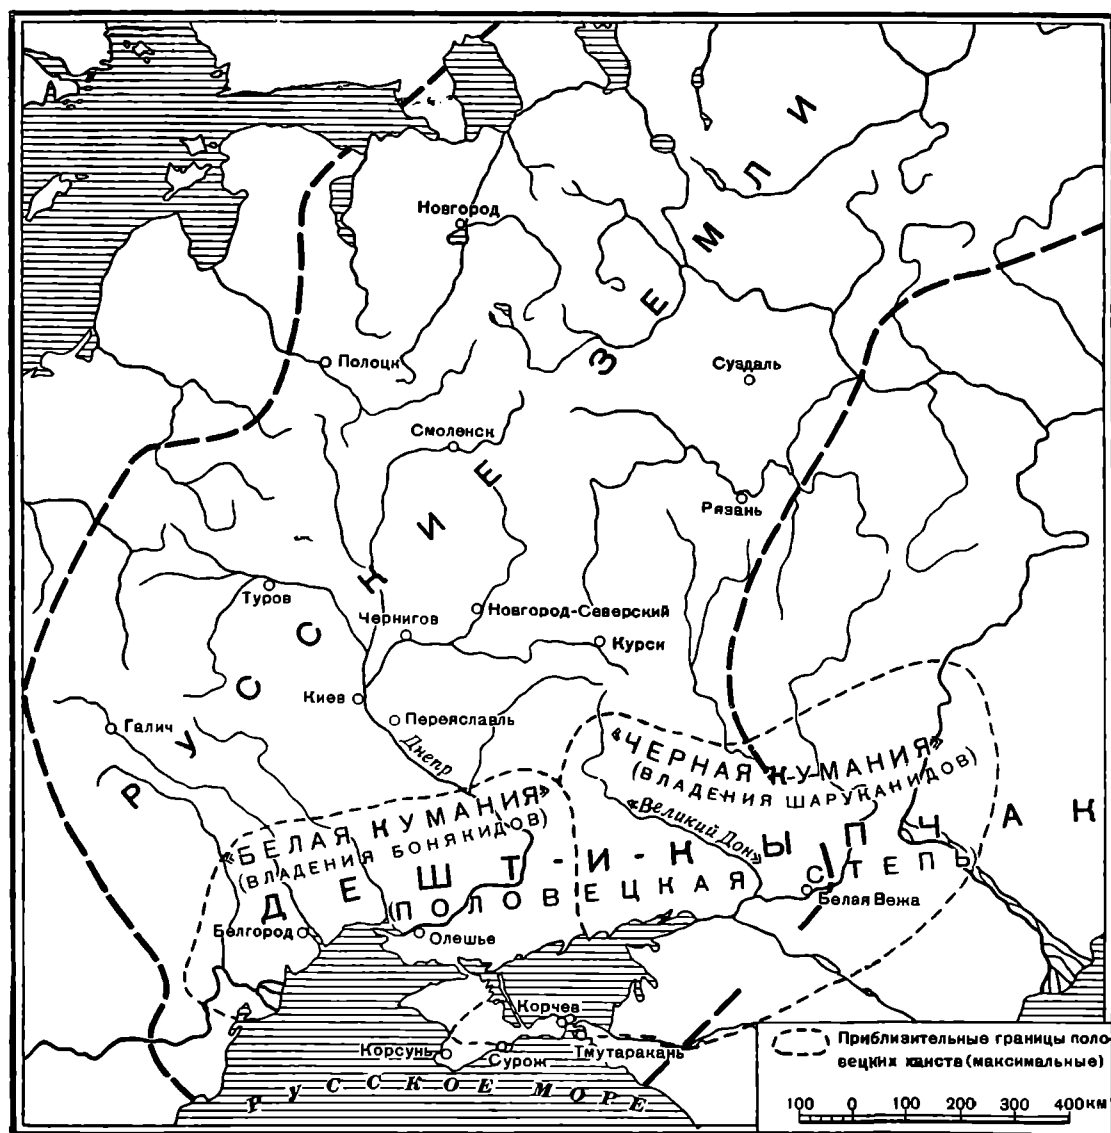 РУССКИЕ ЗЕМЛИ
Новгород
Полоцк
Суздаль
Смоленск
Рязань
Туров
Чернигов
Новгород-Северский
Курск
Киев
Переяславль
Галич
Днепр
«ЧЕРНАЯ КУМАНИЯ»
(ВЛАДЕНИЯ ШАРУКАНИДОВ)
«БЕЛАЯ КУМАНИЯ»
(ВЛАДЕНИЯ БОНЯКИДОВ)
«Великий Дон»
ДЕШТ-И-КЫПЧАК
(ПОЛОВЕЦКАЯ СТЕПЬ
Белая Вежа
Белгород
Олешье
Корчев
Корсунь
Сурож
Тмутаракань
РУССКОЕ МОРЕ
Приблизительные границы поло-
вецких ханств (максимальные)
100 0 100 200 300 400 км